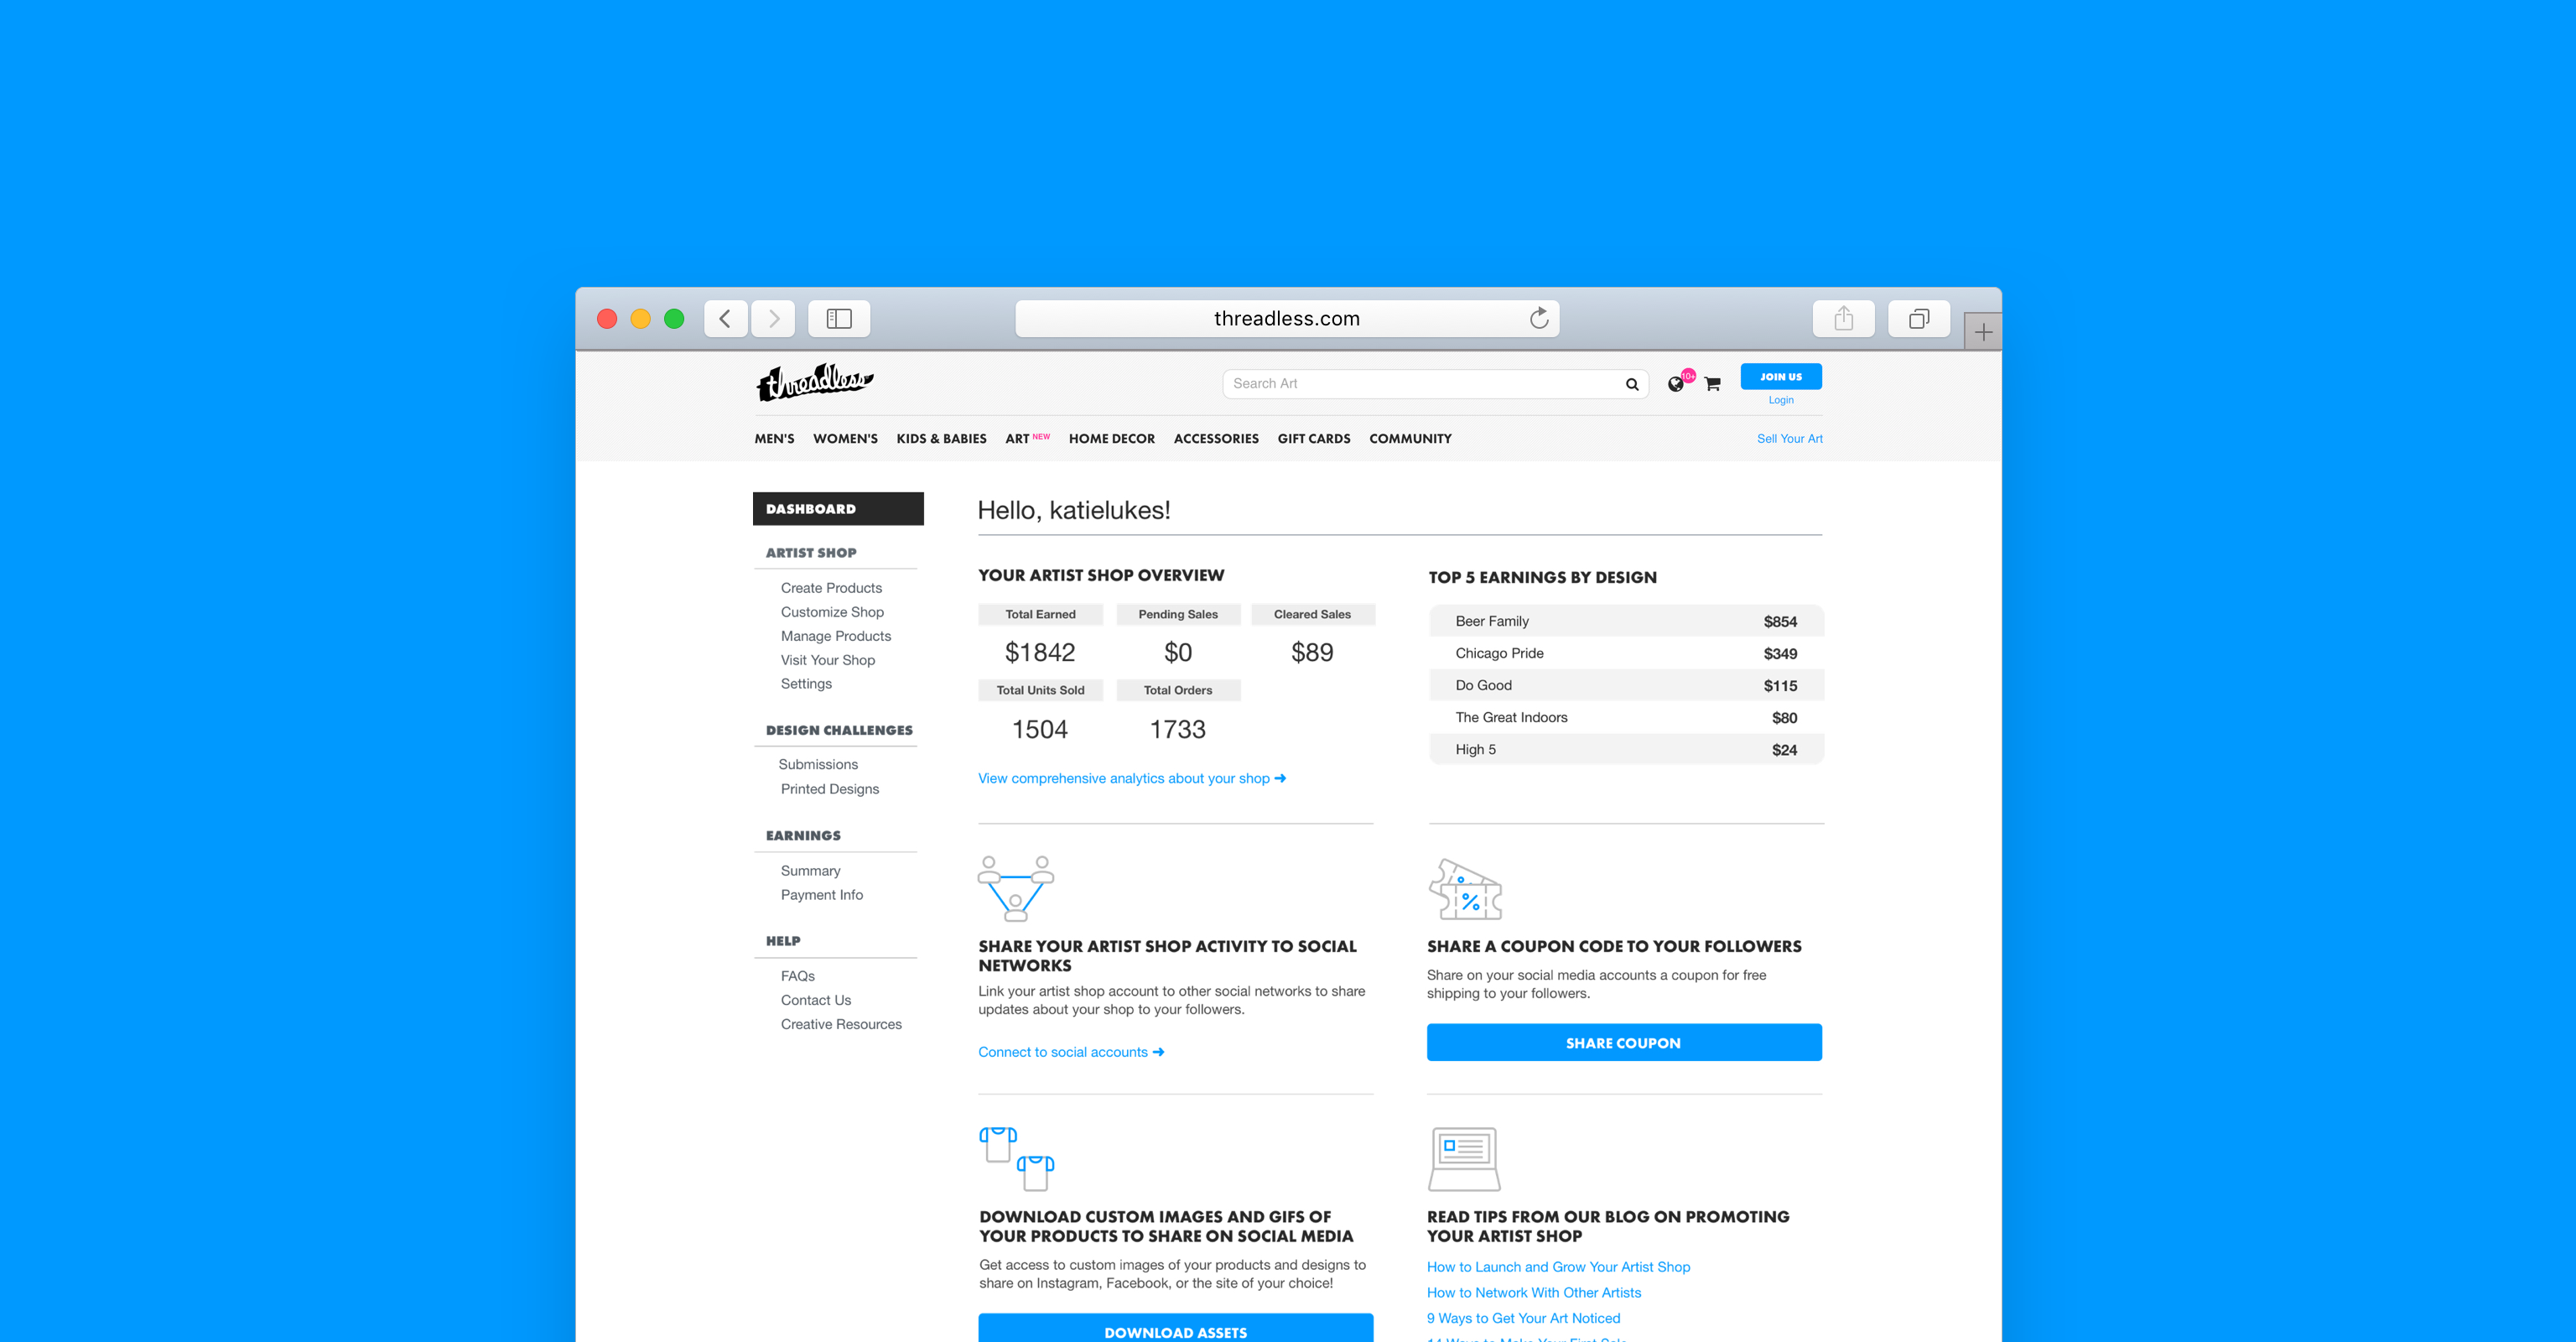 threadless.com
threadless
Search Art
10+
JOIN US
Login
MEN'S WOMEN'S KIDS & BABIES ART NEW HOME DECOR ACCESSORIES GIFT CARDS COMMUNITY
Sell Your Art
DASHBOARD
ARTIST SHOP
Create Products
Customize Shop
Manage Products
Visit Your Shop
Settings
DESIGN CHALLENGES
Submissions
Printed Designs
EARNINGS
Summary
Payment Info
HELP
FAQs
Contact Us
Creative Resources
Hello, katielukes!
YOUR ARTIST SHOP OVERVIEW
Total Earned Pending Sales Cleared Sales
$1842 $0 $89
Total Units Sold Total Orders
1504 1733
View comprehensive analytics about your shop ➔
TOP 5 EARNINGS BY DESIGN
Beer Family $854
Chicago Pride $349
Do Good $115
The Great Indoors $80
High 5 $24
SHARE YOUR ARTIST SHOP ACTIVITY TO SOCIAL
NETWORKS
Link your artist shop account to other social networks to share
updates about your shop to your followers.
Connect to social accounts ➔
%
SHARE A COUPON CODE TO YOUR FOLLOWERS
Share on your social media accounts a coupon for free
shipping to your followers.
SHARE COUPON
DOWNLOAD CUSTOM IMAGES AND GIFS OF
YOUR PRODUCTS TO SHARE ON SOCIAL MEDIA
Get access to custom images of your products and designs to
share on Instagram, Facebook, or the site of your choice!
DOWNLOAD ASSETS
READ TIPS FROM OUR BLOG ON PROMOTING
YOUR ARTIST SHOP
How to Launch and Grow Your Artist Shop
How to Network With Other Artists
9 Ways to Get Your Art Noticed